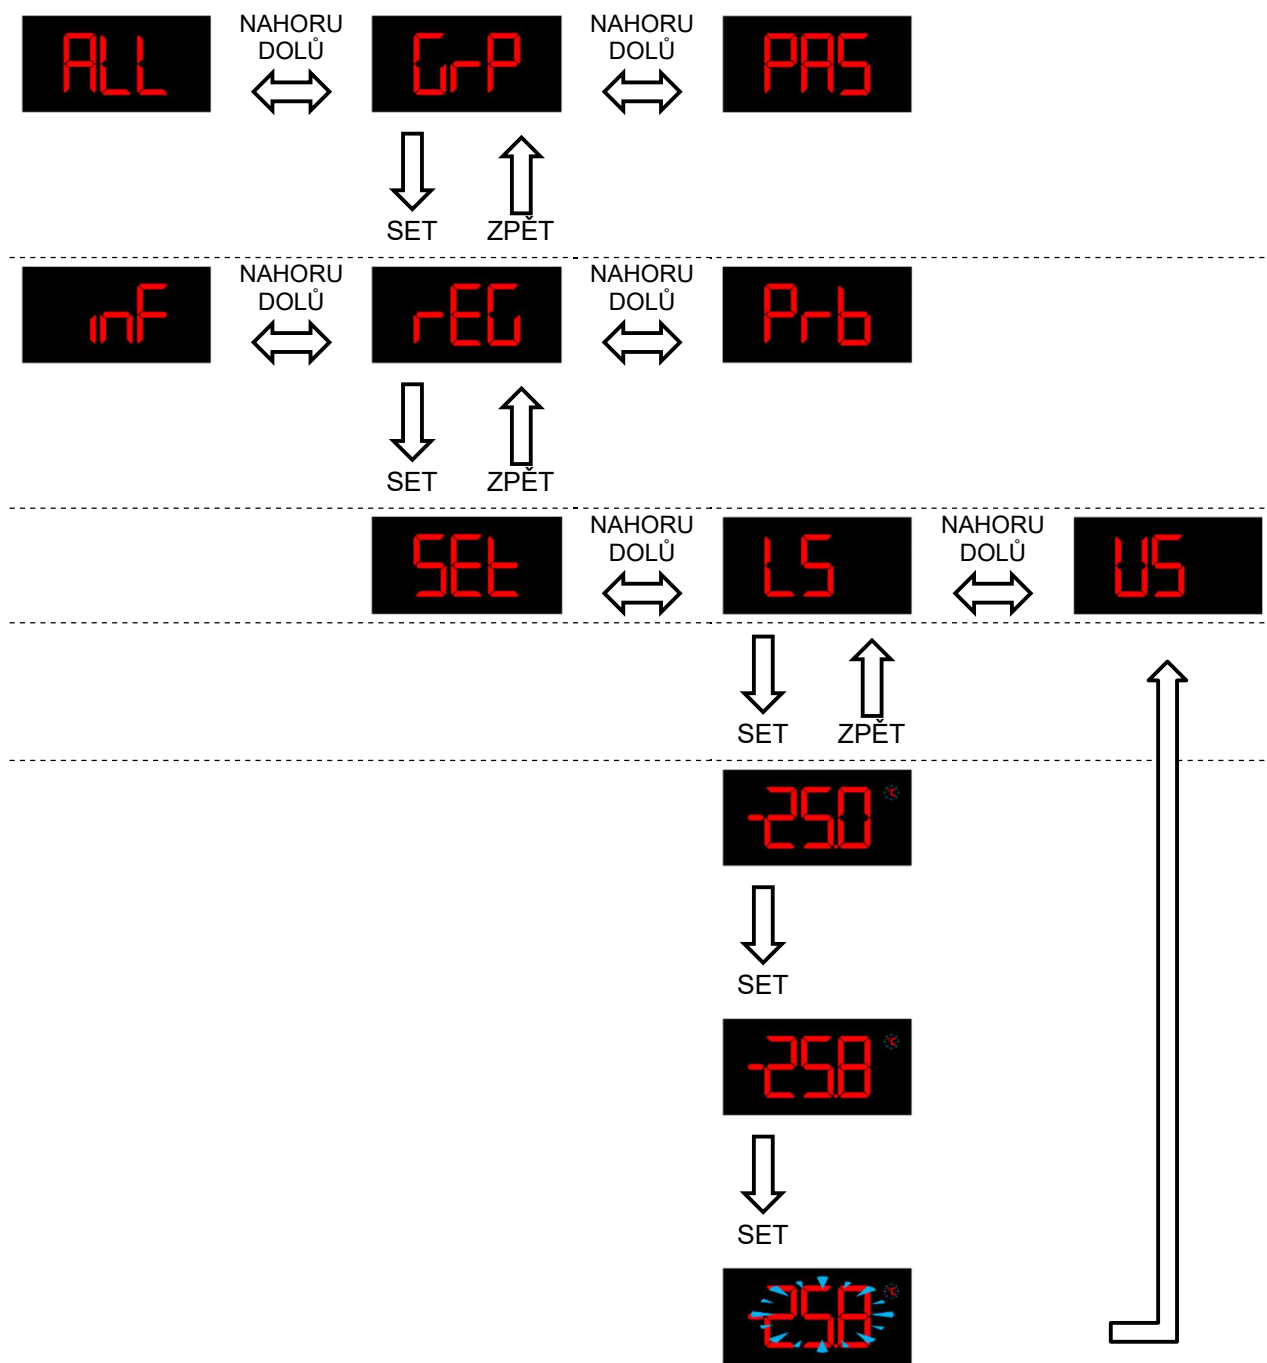 ALL
NAHORU
DOLŮ
GrP
NAHORU
DOLŮ
PAS
SET
ZPĚT
inF
NAHORU
DOLŮ
rEG
NAHORU
DOLŮ
Prb
SET
ZPĚT
SEt
NAHORU
DOLŮ
LS
NAHORU
DOLŮ
US
SET
ZPĚT
-25.0 °C
SET
-25.8 °C
SET
-25.8 °C